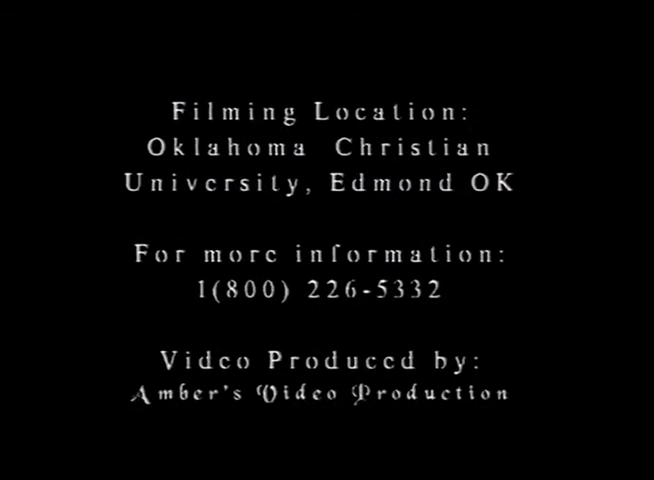 Filming Location:
Oklahoma Christian
University, Edmond OK
For more information:
1(800) 226-5332
Video Produced by:
Amber's Video Production